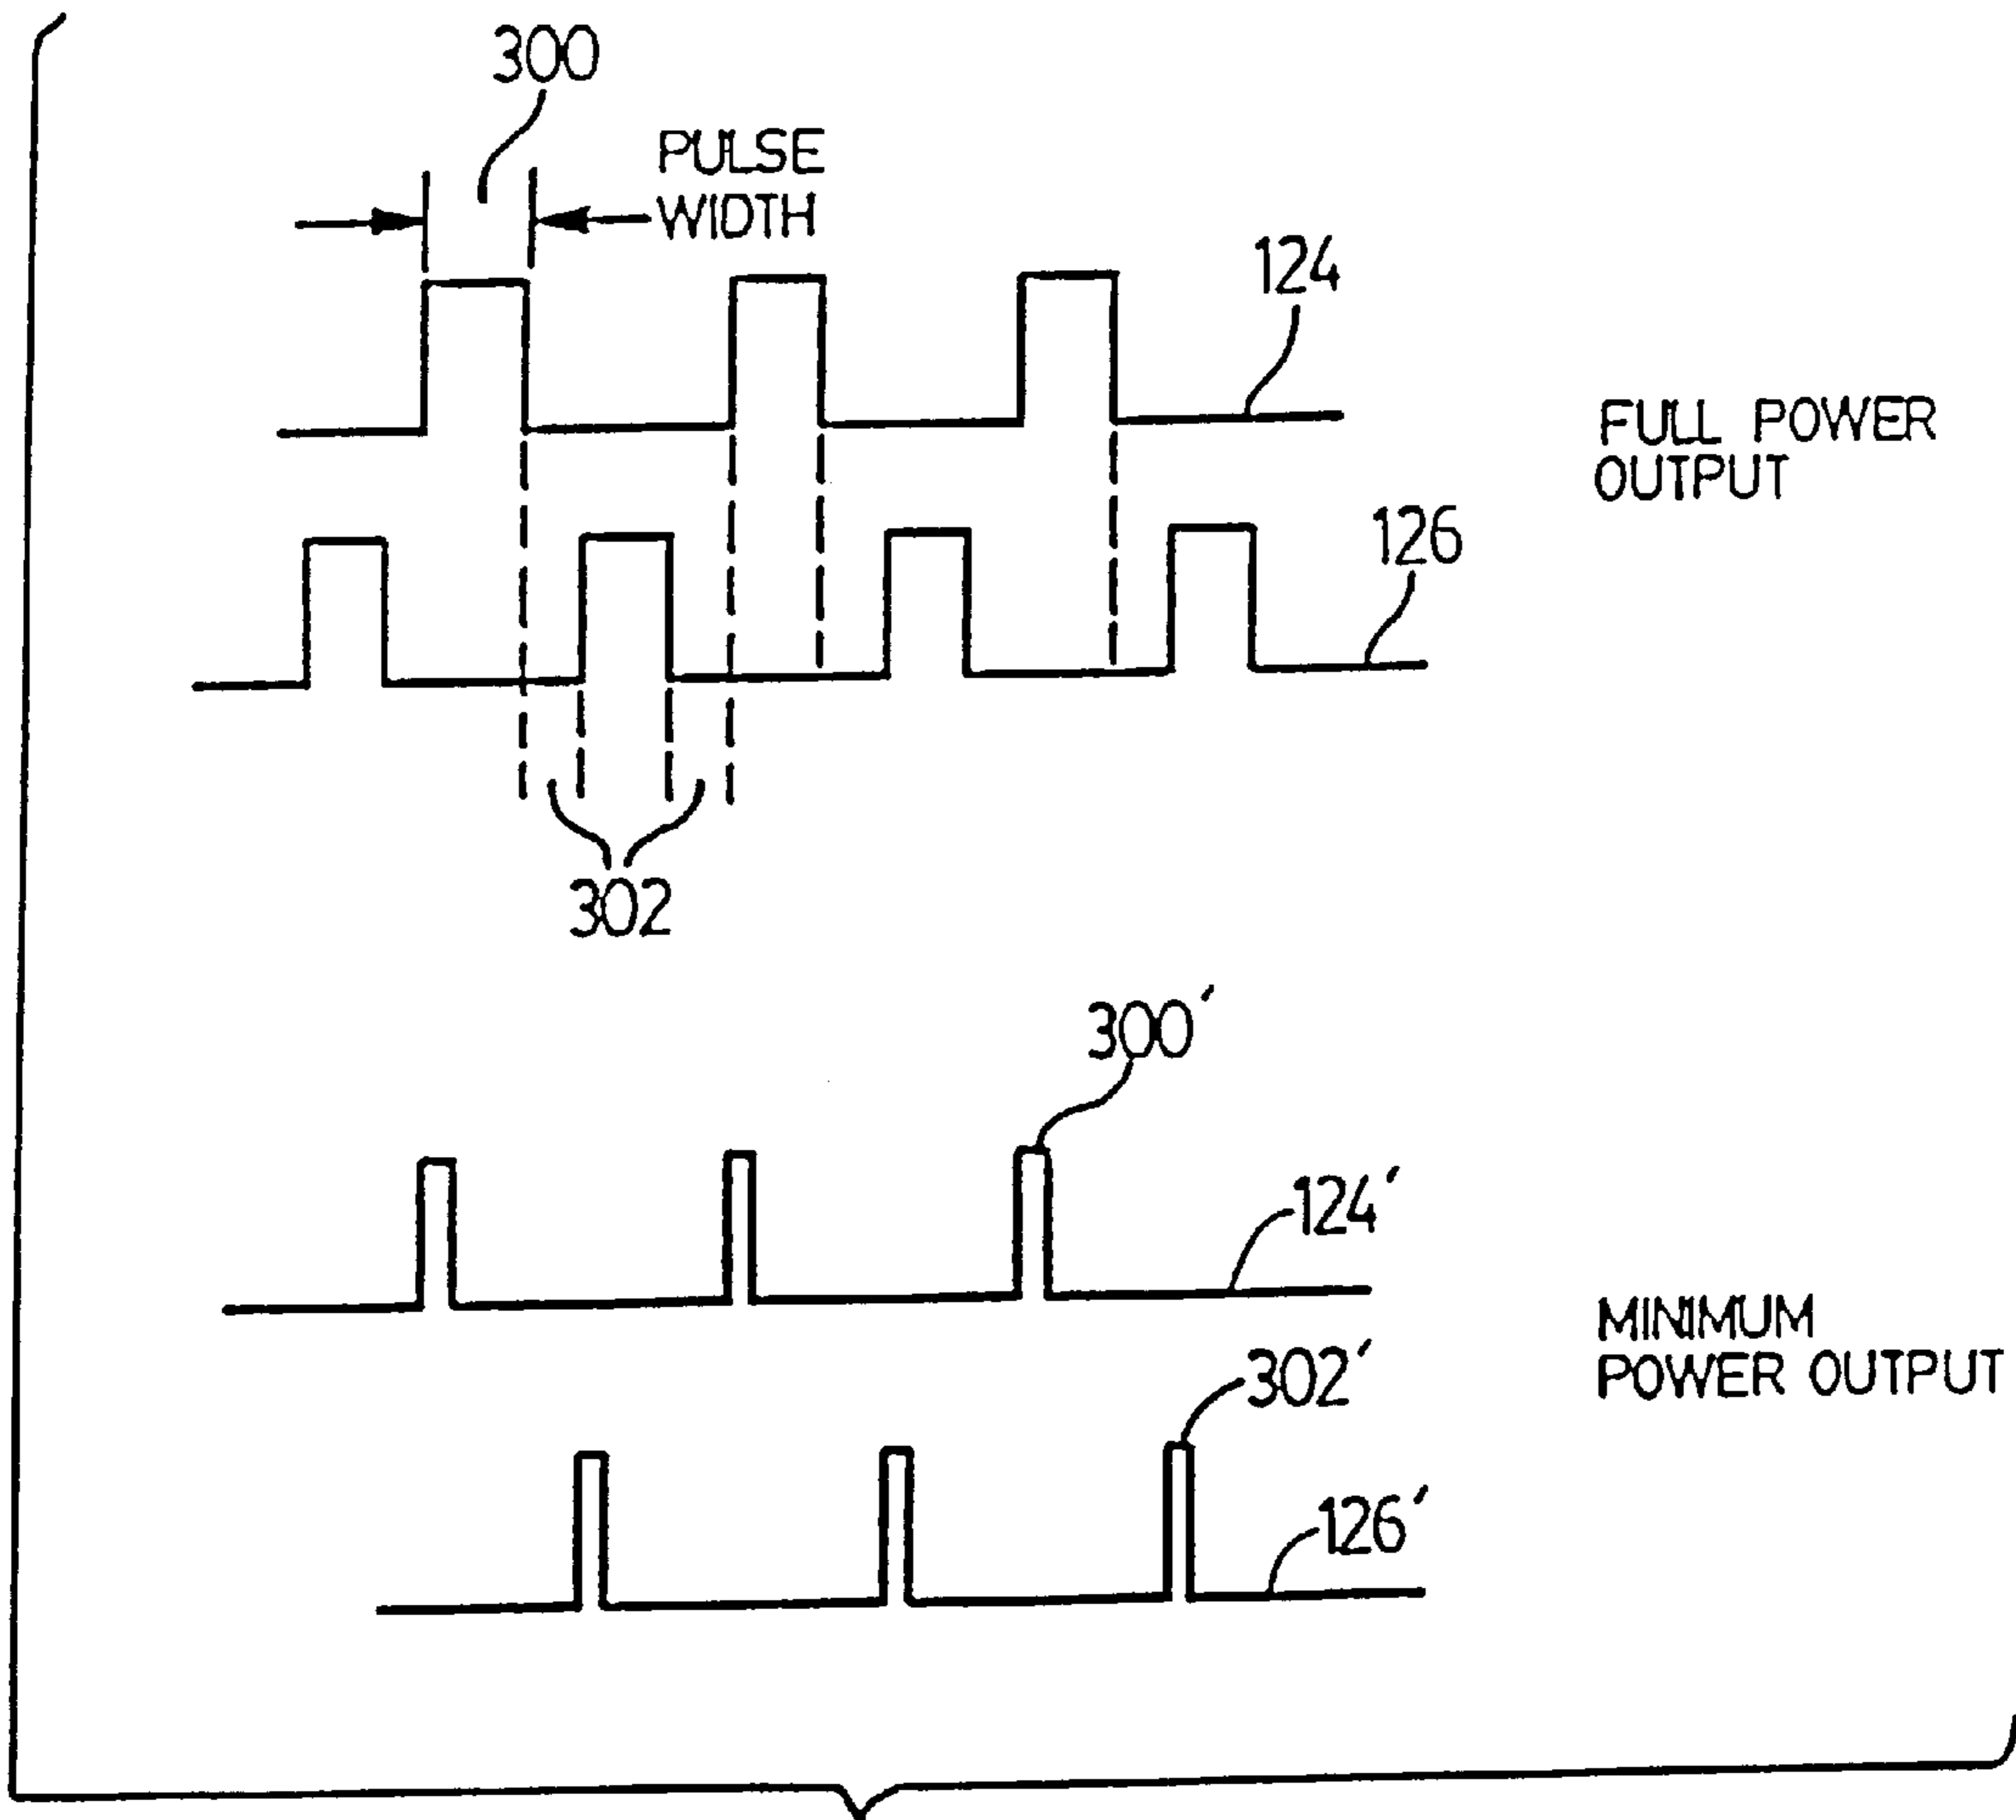 300
PULSE
WIDTH
124
FULL POWER
OUTPUT
126
302
300'
124'
MINIMUM
POWER OUTPUT
302'
126'